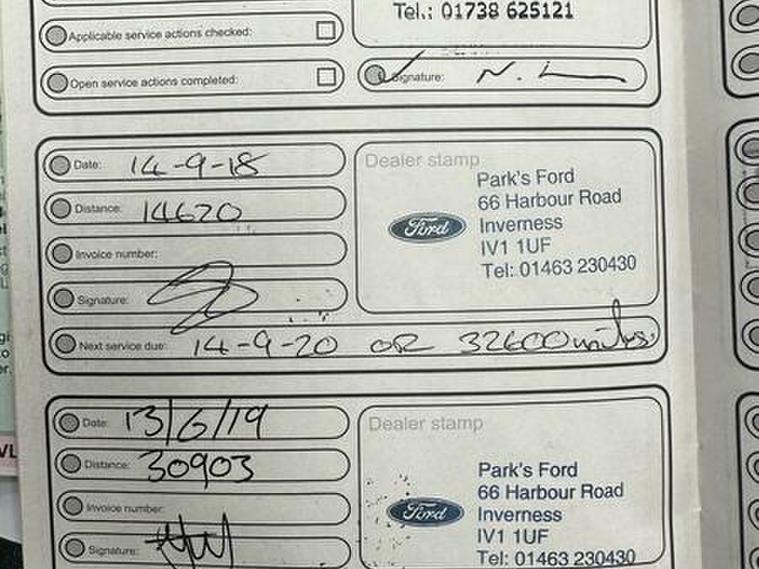 Tel.: 01738 625121
Applicable service actions checked:
Open service actions completed:
Signature: N.
Date: 14-9-18
Distance: 14620
Invoice number:
Signature:
Next service due: 14-9-20 OR 32600 miles.
Dealer stamp
Ford
Park's Ford
66 Harbour Road
Inverness
IV1 1UF
Tel: 01463 230430
Date: 13/6/19
Distance: 30903
Invoice number:
Signature:
Dealer stamp
Ford
Park's Ford
66 Harbour Road
Inverness
IV1 1UF
Tel: 01463 230430